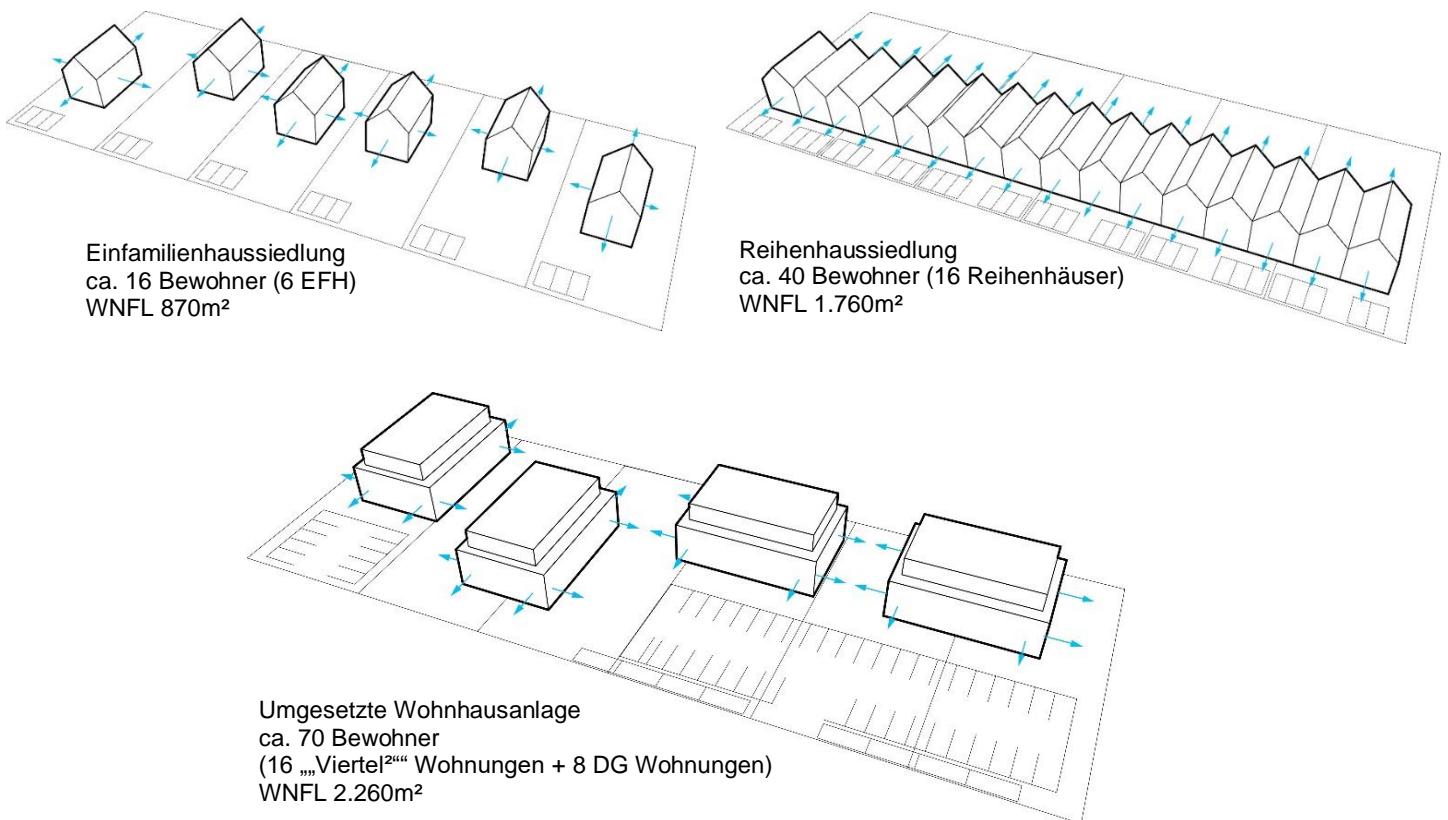 Einfamilienhaussiedlung
ca. 16 Bewohner (6 EFH)
WNFL 870m²
Reihenhaussiedlung
ca. 40 Bewohner (16 Reihenhäuser)
WNFL 1.760m²
Umgesetzte Wohnhausanlage
ca. 70 Bewohner
(16 „„Viertel²““ Wohnungen + 8 DG Wohnungen)
WNFL 2.260m²